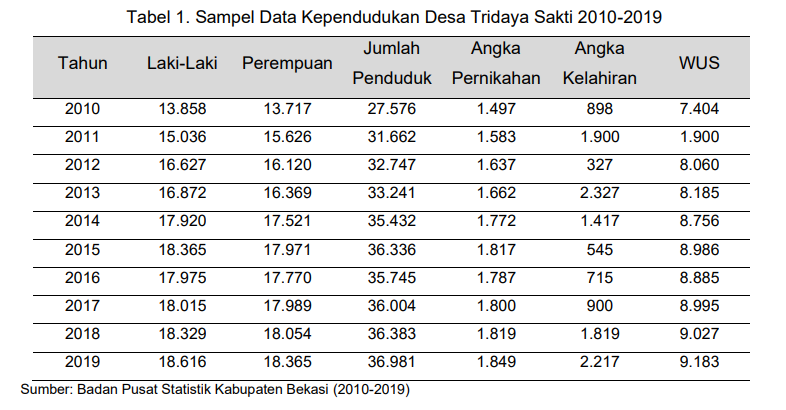 Tabel 1. Sampel Data Kependudukan Desa Tridaya Sakti 2010-2019
Tahun Laki-Laki Perempuan Jumlah Penduduk Angka Pernikahan Angka Kelahiran WUS
2010 13.858 13.717 27.576 1.497 898 7.404
2011 15.036 15.626 31.662 1.583 1.900 1.900
2012 16.627 16.120 32.747 1.637 327 8.060
2013 16.872 16.369 33.241 1.662 2.327 8.185
2014 17.920 17.521 35.432 1.772 1.417 8.756
2015 18.365 17.971 36.336 1.817 545 8.986
2016 17.975 17.770 35.745 1.787 715 8.885
2017 18.015 17.989 36.004 1.800 900 8.995
2018 18.329 18.054 36.383 1.819 1.819 9.027
2019 18.616 18.365 36.981 1.849 2.217 9.183
Sumber: Badan Pusat Statistik Kabupaten Bekasi (2010-2019)